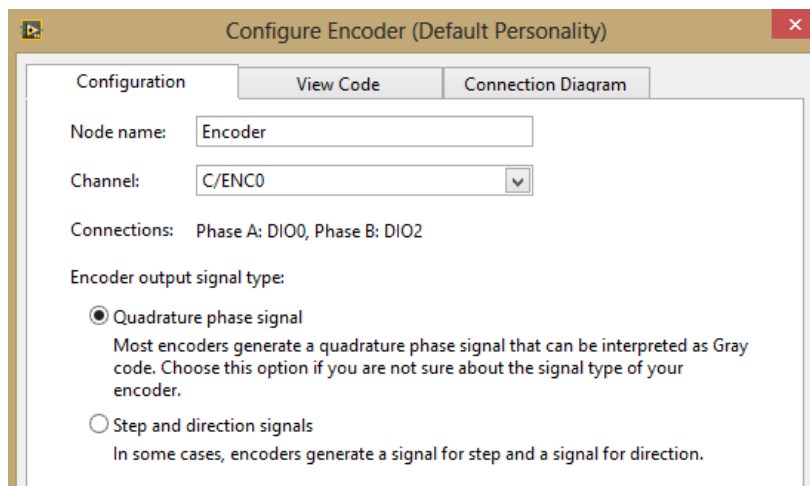 Configure Encoder (Default Personality)
Configuration
View Code
Connection Diagram
Node name: Encoder
Channel: C/ENC0
Connections: Phase A: DIO0, Phase B: DIO2
Encoder output signal type:
Quadrature phase signal
Most encoders generate a quadrature phase signal that can be interpreted as Gray
code. Choose this option if you are not sure about the signal type of your
encoder.
Step and direction signals
In some cases, encoders generate a signal for step and a signal for direction.